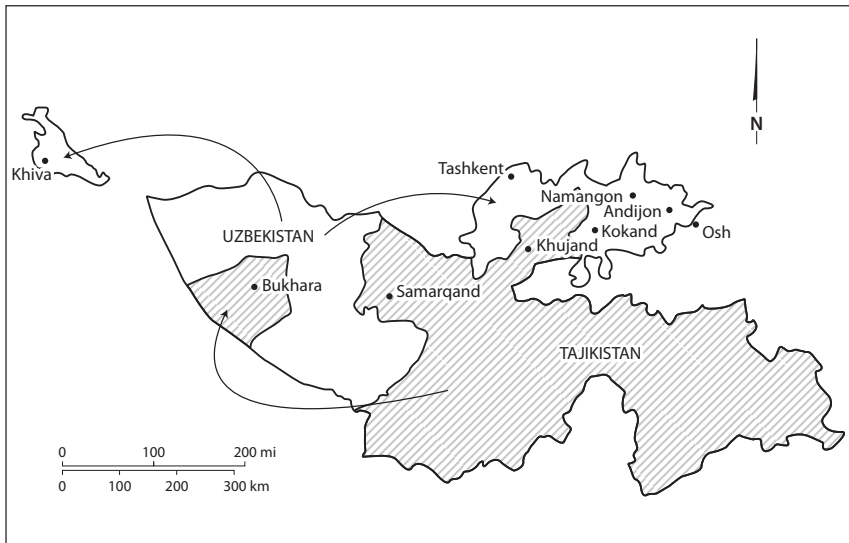 N
Khiva
Tashkent
Namangon
Andijon
UZBEKISTAN
Kokand
Osh
Khujand
Bukhara
Samarqand
TAJIKISTAN
0 100 200 mi
0 100 200 300 km